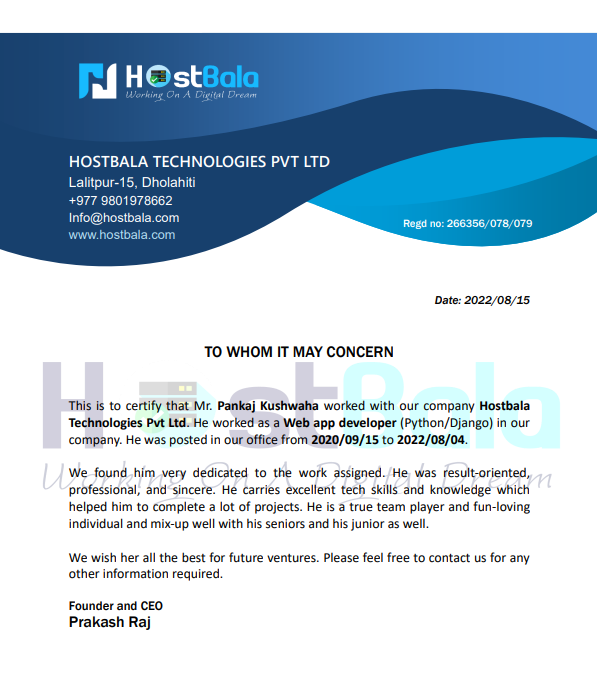 HostBala
Working On A Digital Dream
HOSTBALA TECHNOLOGIES PVT LTD
Lalitpur-15, Dholahiti
+977 9801978662
Info@hostbala.com
www.hostbala.com
Regd no: 266356/078/079
Date: 2022/08/15
TO WHOM IT MAY CONCERN
HostBala
Working On A Digital Dream
This is to certify that Mr. Pankaj Kushwaha worked with our company Hostbala
Technologies Pvt Ltd. He worked as a Web app developer (Python/Django) in our
company. He was posted in our office from 2020/09/15 to 2022/08/04.
We found him very dedicated to the work assigned. He was result-oriented,
professional, and sincere. He carries excellent tech skills and knowledge which
helped him to complete a lot of projects. He is a true team player and fun-loving
individual and mix-up well with his seniors and his junior as well.
We wish her all the best for future ventures. Please feel free to contact us for any
other information required.
Founder and CEO
Prakash Raj